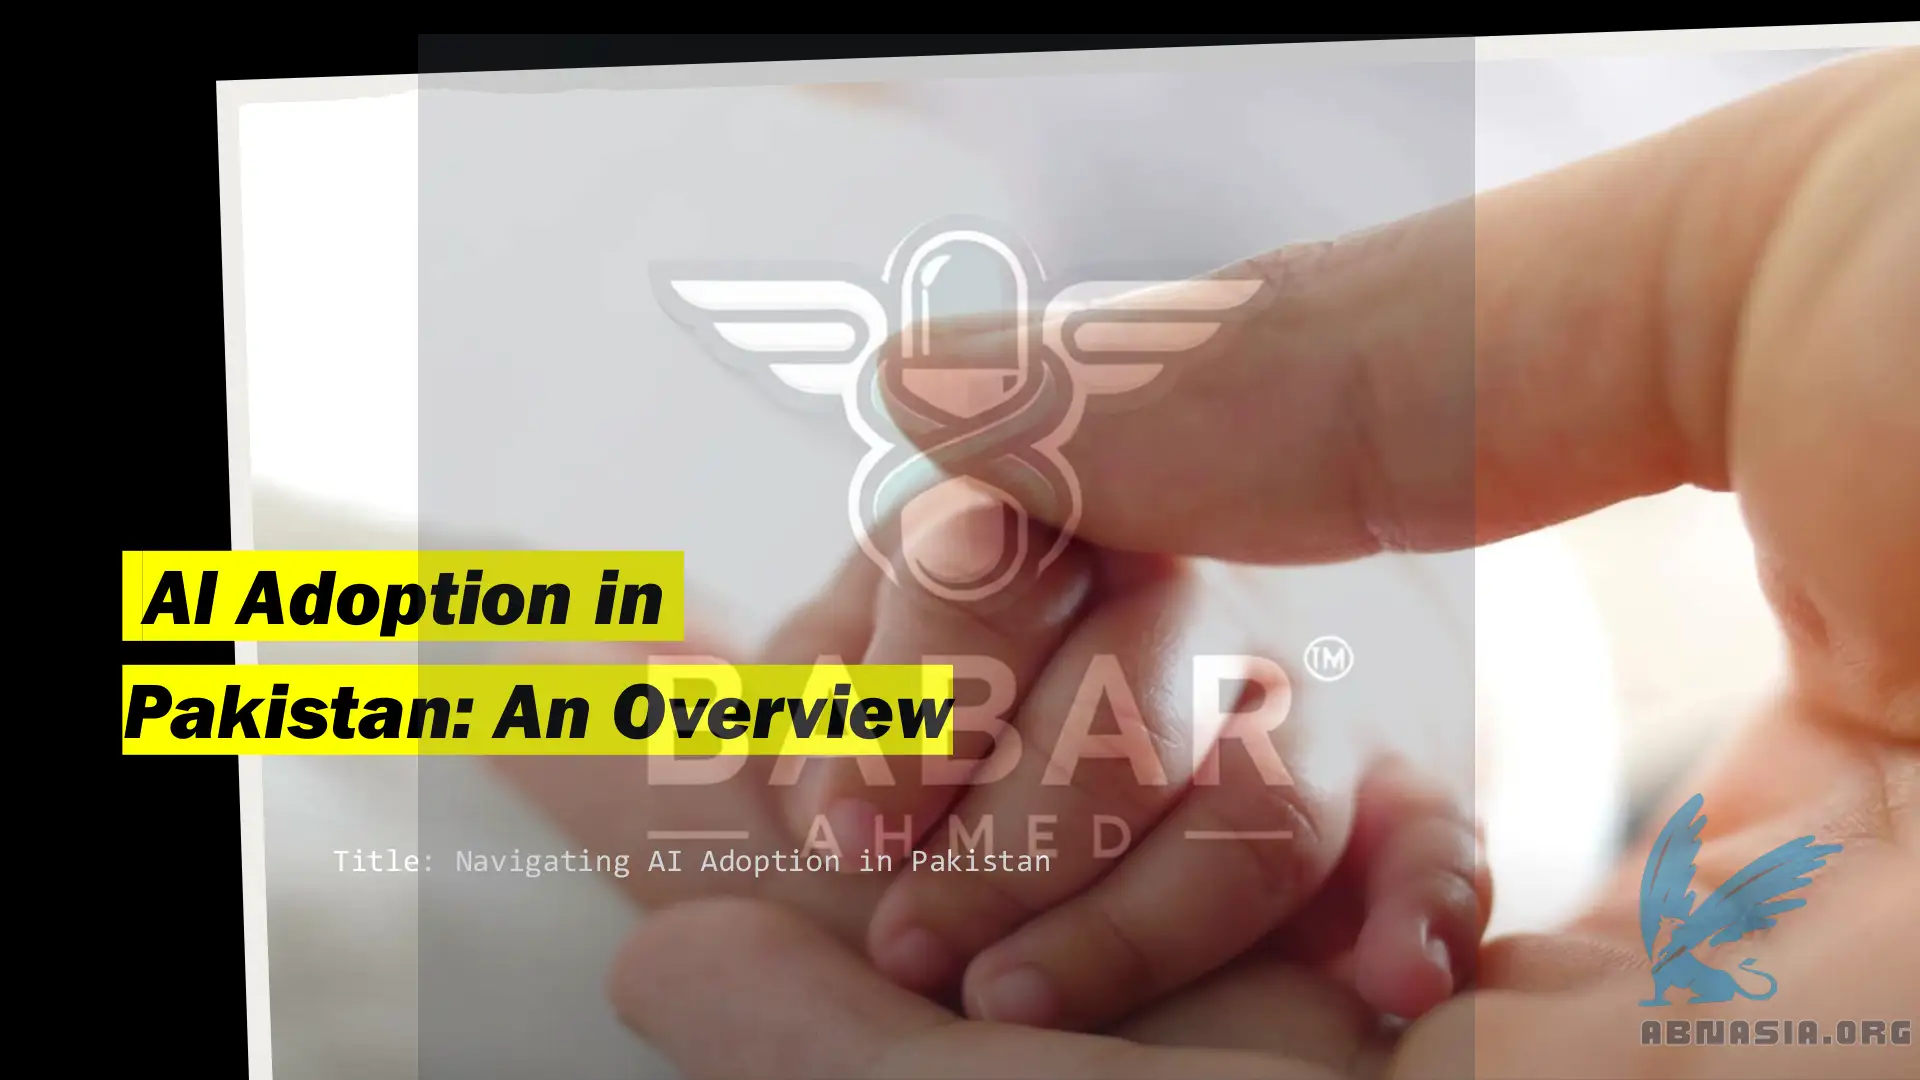 AI Adoption in
Pakistan: An Overview
BABAR™
AHMED
Title: Navigating AI Adoption in Pakistan
ABNASIA.ORG